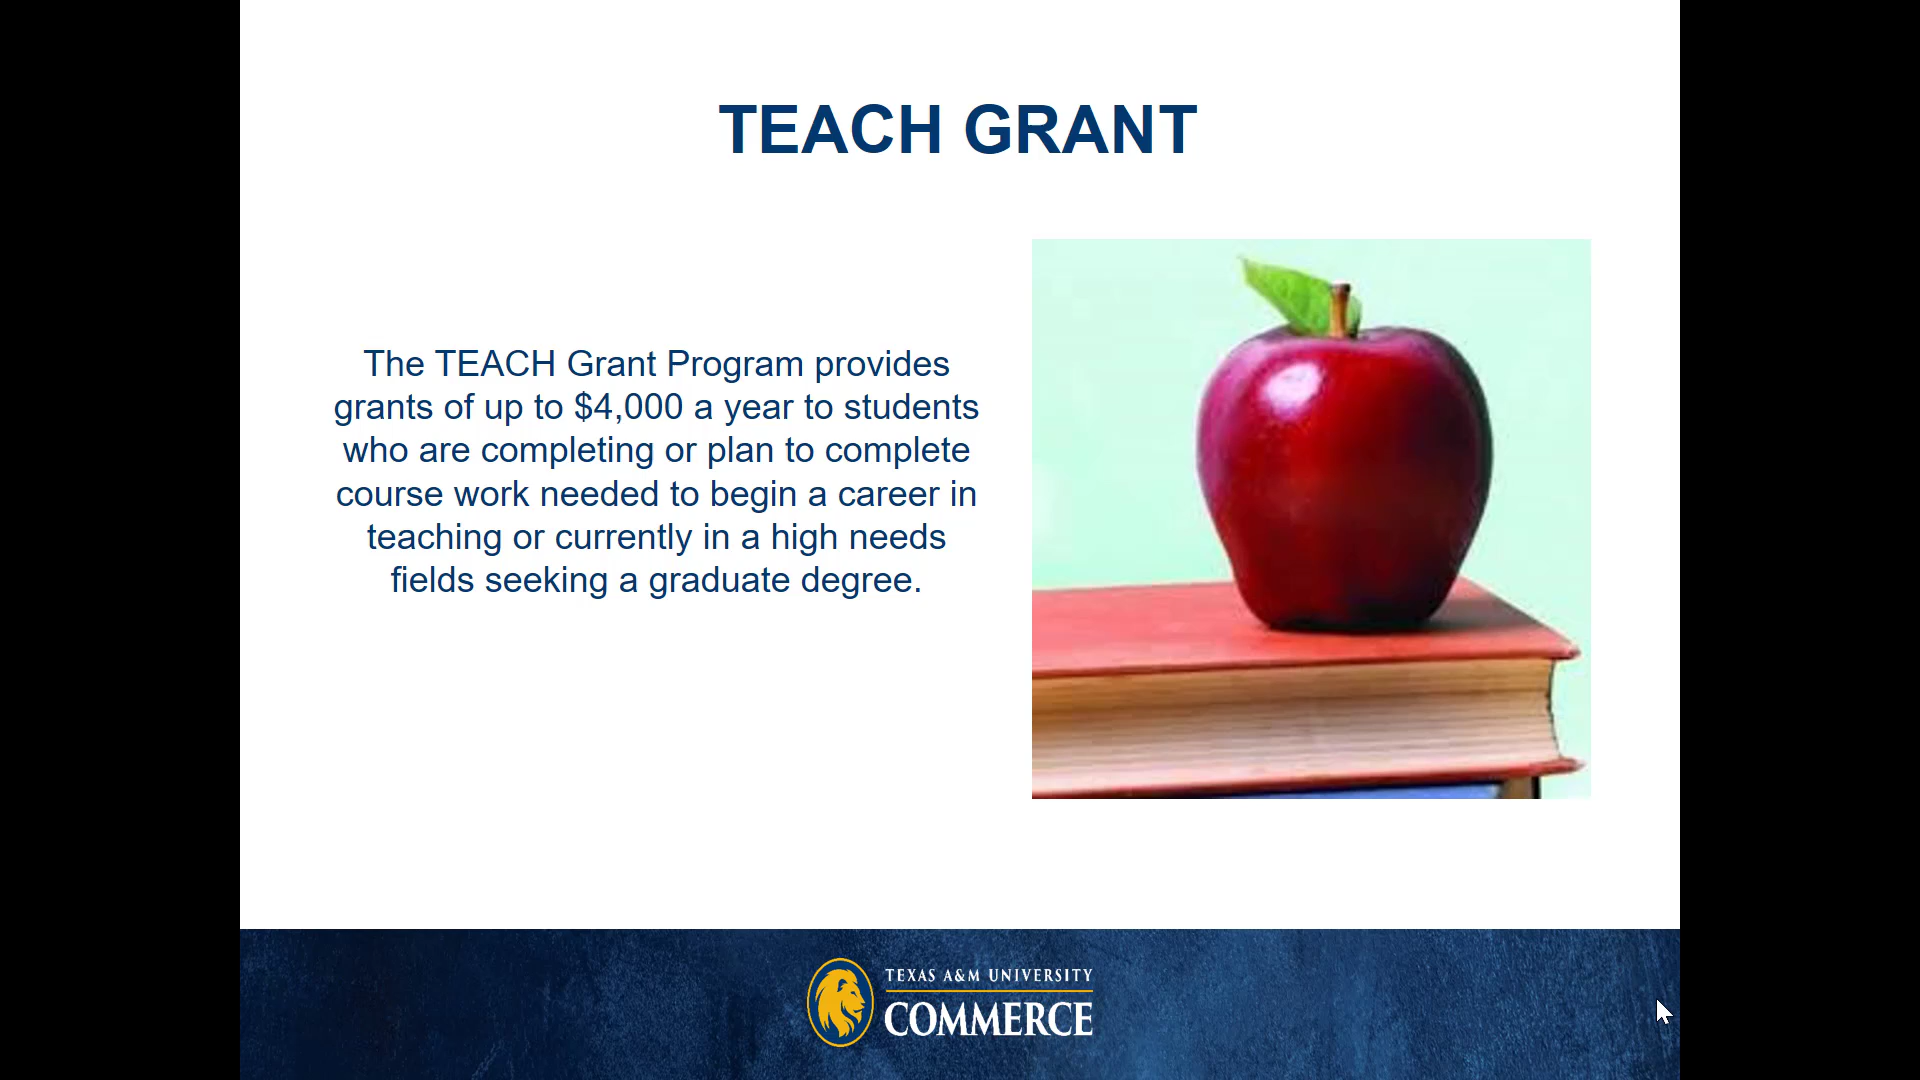 TEACH GRANT
The TEACH Grant Program provides
grants of up to $4,000 a year to students
who are completing or plan to complete
course work needed to begin a career in
teaching or currently in a high needs
fields seeking a graduate degree.
TEXAS A&M UNIVERSITY
COMMERCE